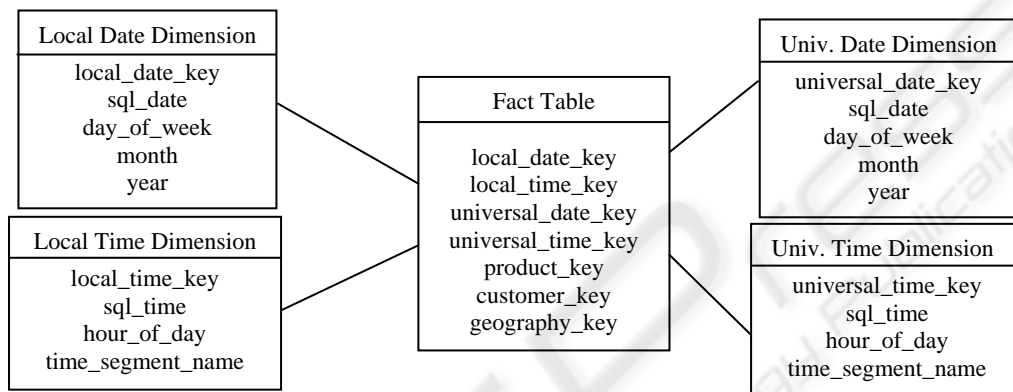 Local Date Dimension
local_date_key
sql_date
day_of_week
month
year
Local Time Dimension
local_time_key
sql_time
hour_of_day
time_segment_name
Fact Table
local_date_key
local_time_key
universal_date_key
universal_time_key
product_key
customer_key
geography_key
Univ. Date Dimension
universal_date_key
sql_date
day_of_week
month
year
Univ. Time Dimension
universal_time_key
sql_time
hour_of_day
time_segment_name